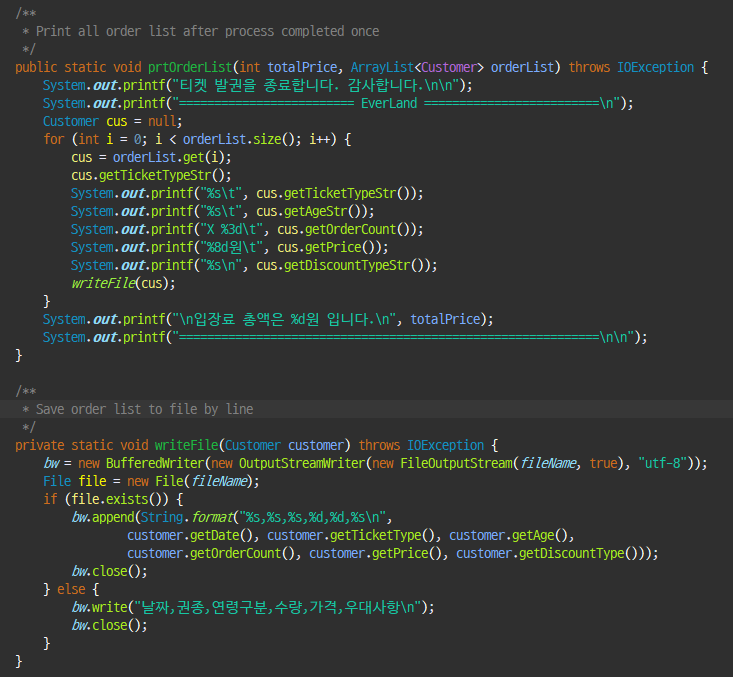 /**
 * Print all order list after process completed once
 */
public static void prtOrderList(int totalPrice, ArrayList<Customer> orderList) throws IOException {
    System.out.printf("티켓 발권을 종료합니다. 감사합니다.\n\n");
    System.out.printf("========================= EverLand =========================\n");
    Customer cus = null;
    for (int i = 0; i < orderList.size(); i++) {
        cus = orderList.get(i);
        cus.getTicketTypeStr();
        System.out.printf("%s\t", cus.getTicketTypeStr());
        System.out.printf("%s\t", cus.getAgeStr());
        System.out.printf("X %3d\t", cus.getOrderCount());
        System.out.printf("%8d원\t", cus.getPrice());
        System.out.printf("%s\n", cus.getDiscountTypeStr());
        writeFile(cus);
    }
    System.out.printf("\n입장료 총액은 %d원 입니다.\n", totalPrice);
    System.out.printf("============================================================\n\n");
}
/**
 * Save order list to file by line
 */
private static void writeFile(Customer customer) throws IOException {
    bw = new BufferedWriter(new OutputStreamWriter(new FileOutputStream(fileName, true), "utf-8"));
    File file = new File(fileName);
    if (file.exists()) {
        bw.append(String.format("%s,%s,%s,%d,%d,%s\n",
                customer.getDate(), customer.getTicketType(), customer.getAge(),
                customer.getOrderCount(), customer.getPrice(), customer.getDiscountType()));
        bw.close();
    } else {
        bw.write("날짜,권종,연령구분,수량,가격,우대사항\n");
        bw.close();
    }
}